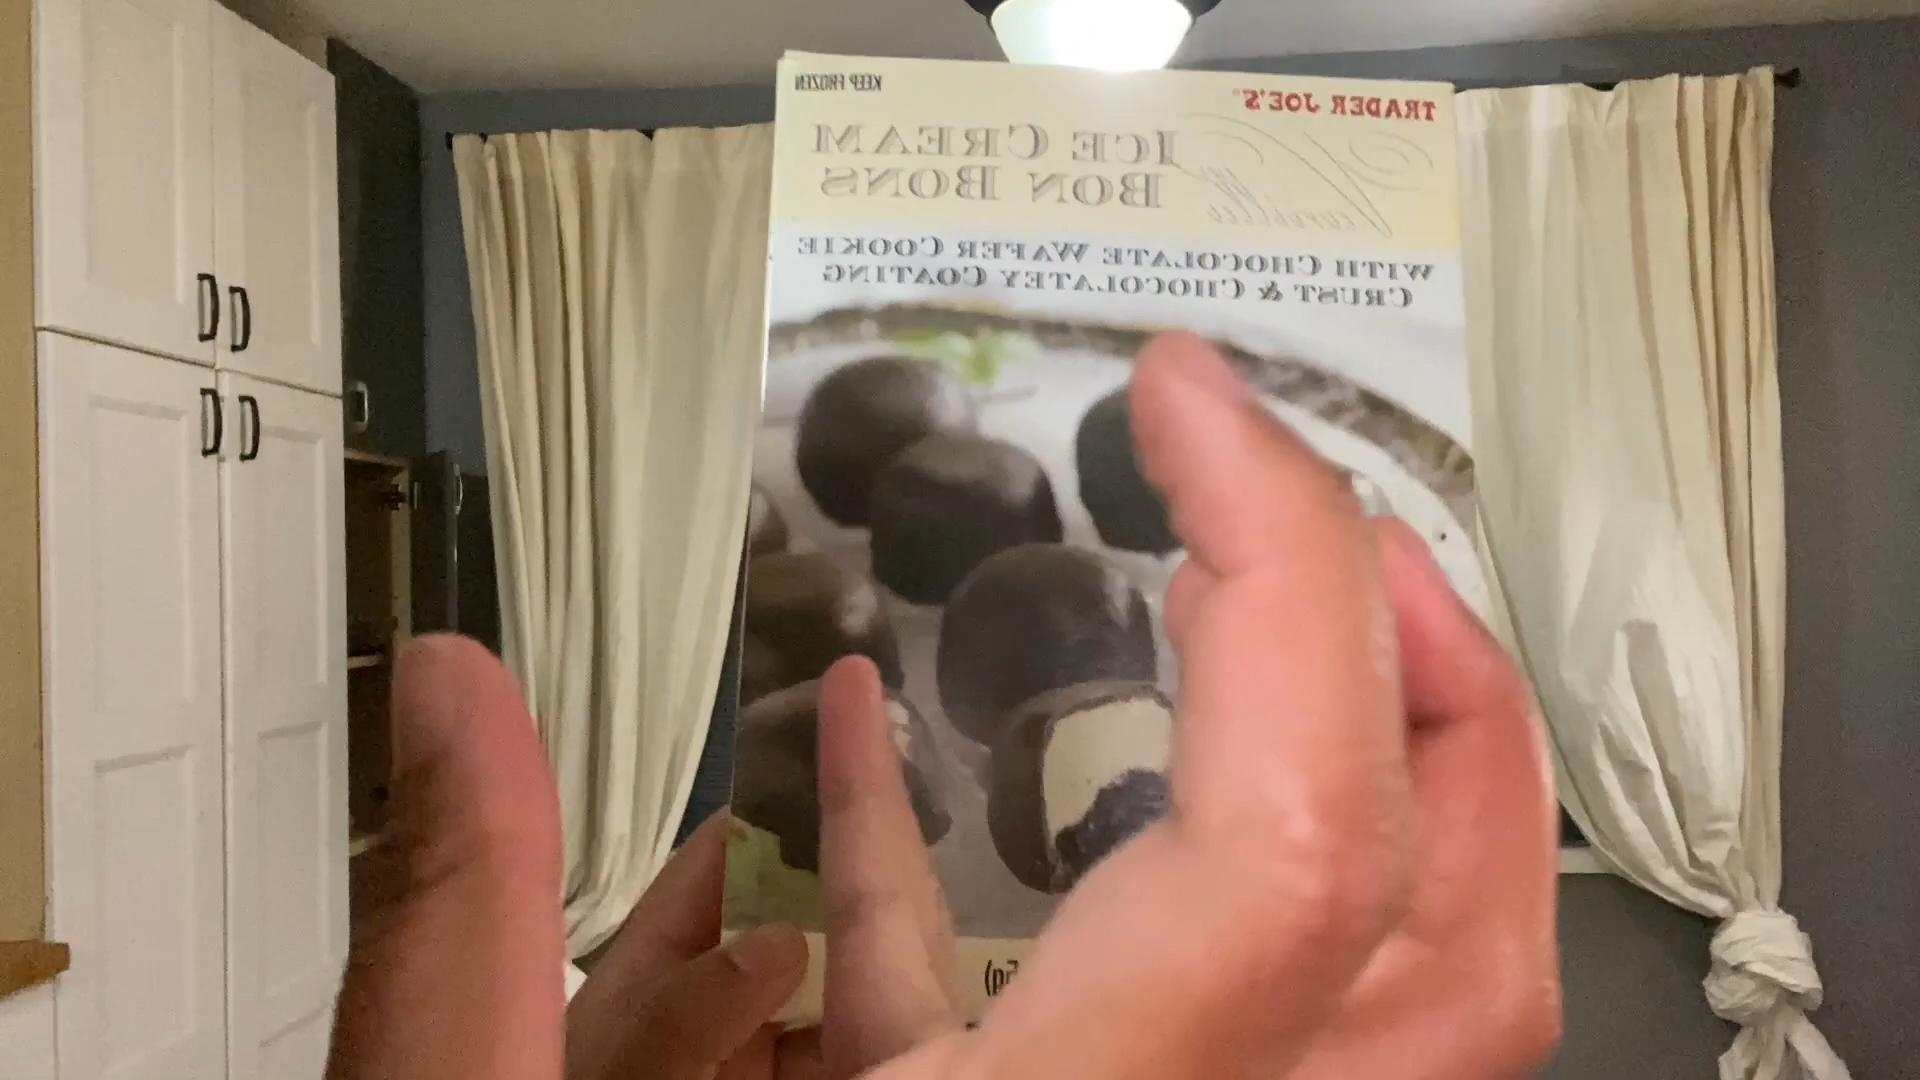 TRADER JOE'S®
KEEP FROZEN
ICE CREAM
BON BONS
WITH CHOCOLATE WAFER COOKIE
CRUST & CHOCOLATEY COATING